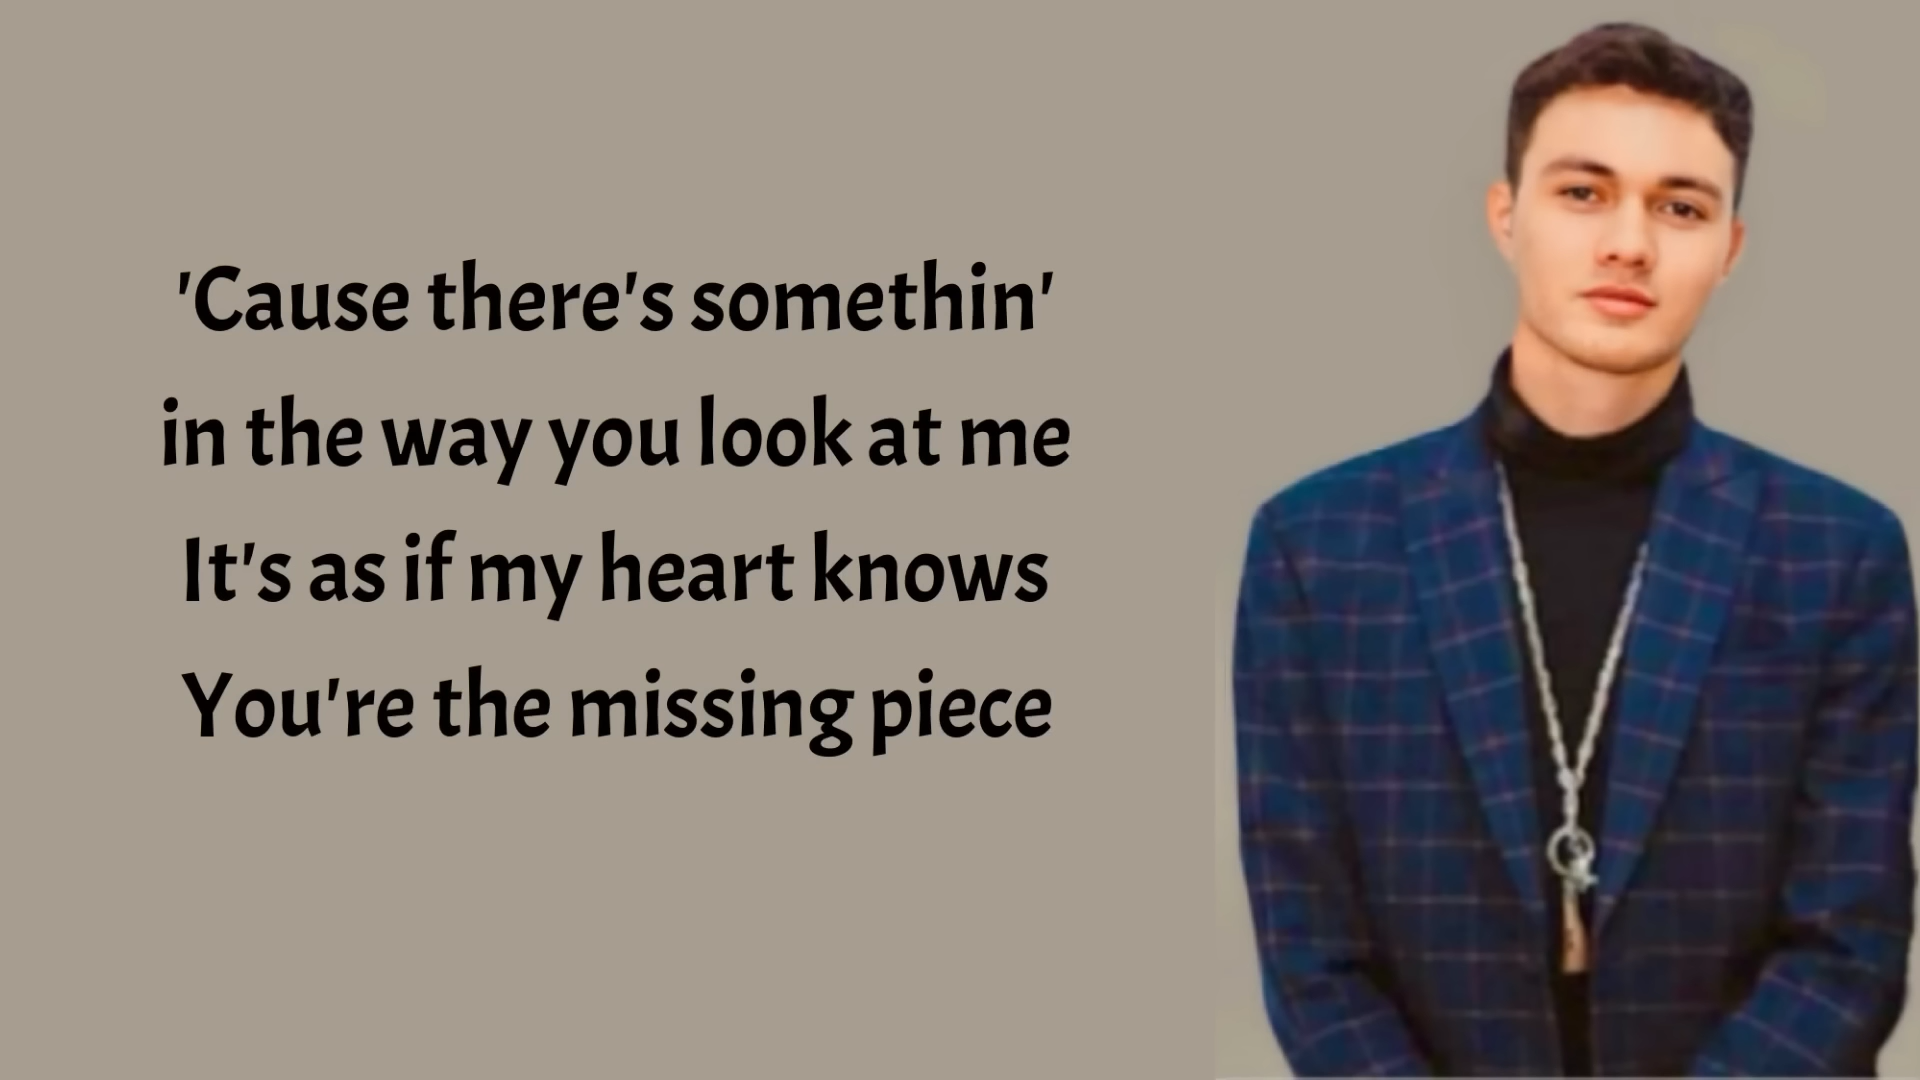 'Cause there's somethin'
in the way you look at me
It's as if my heart knows
You're the missing piece